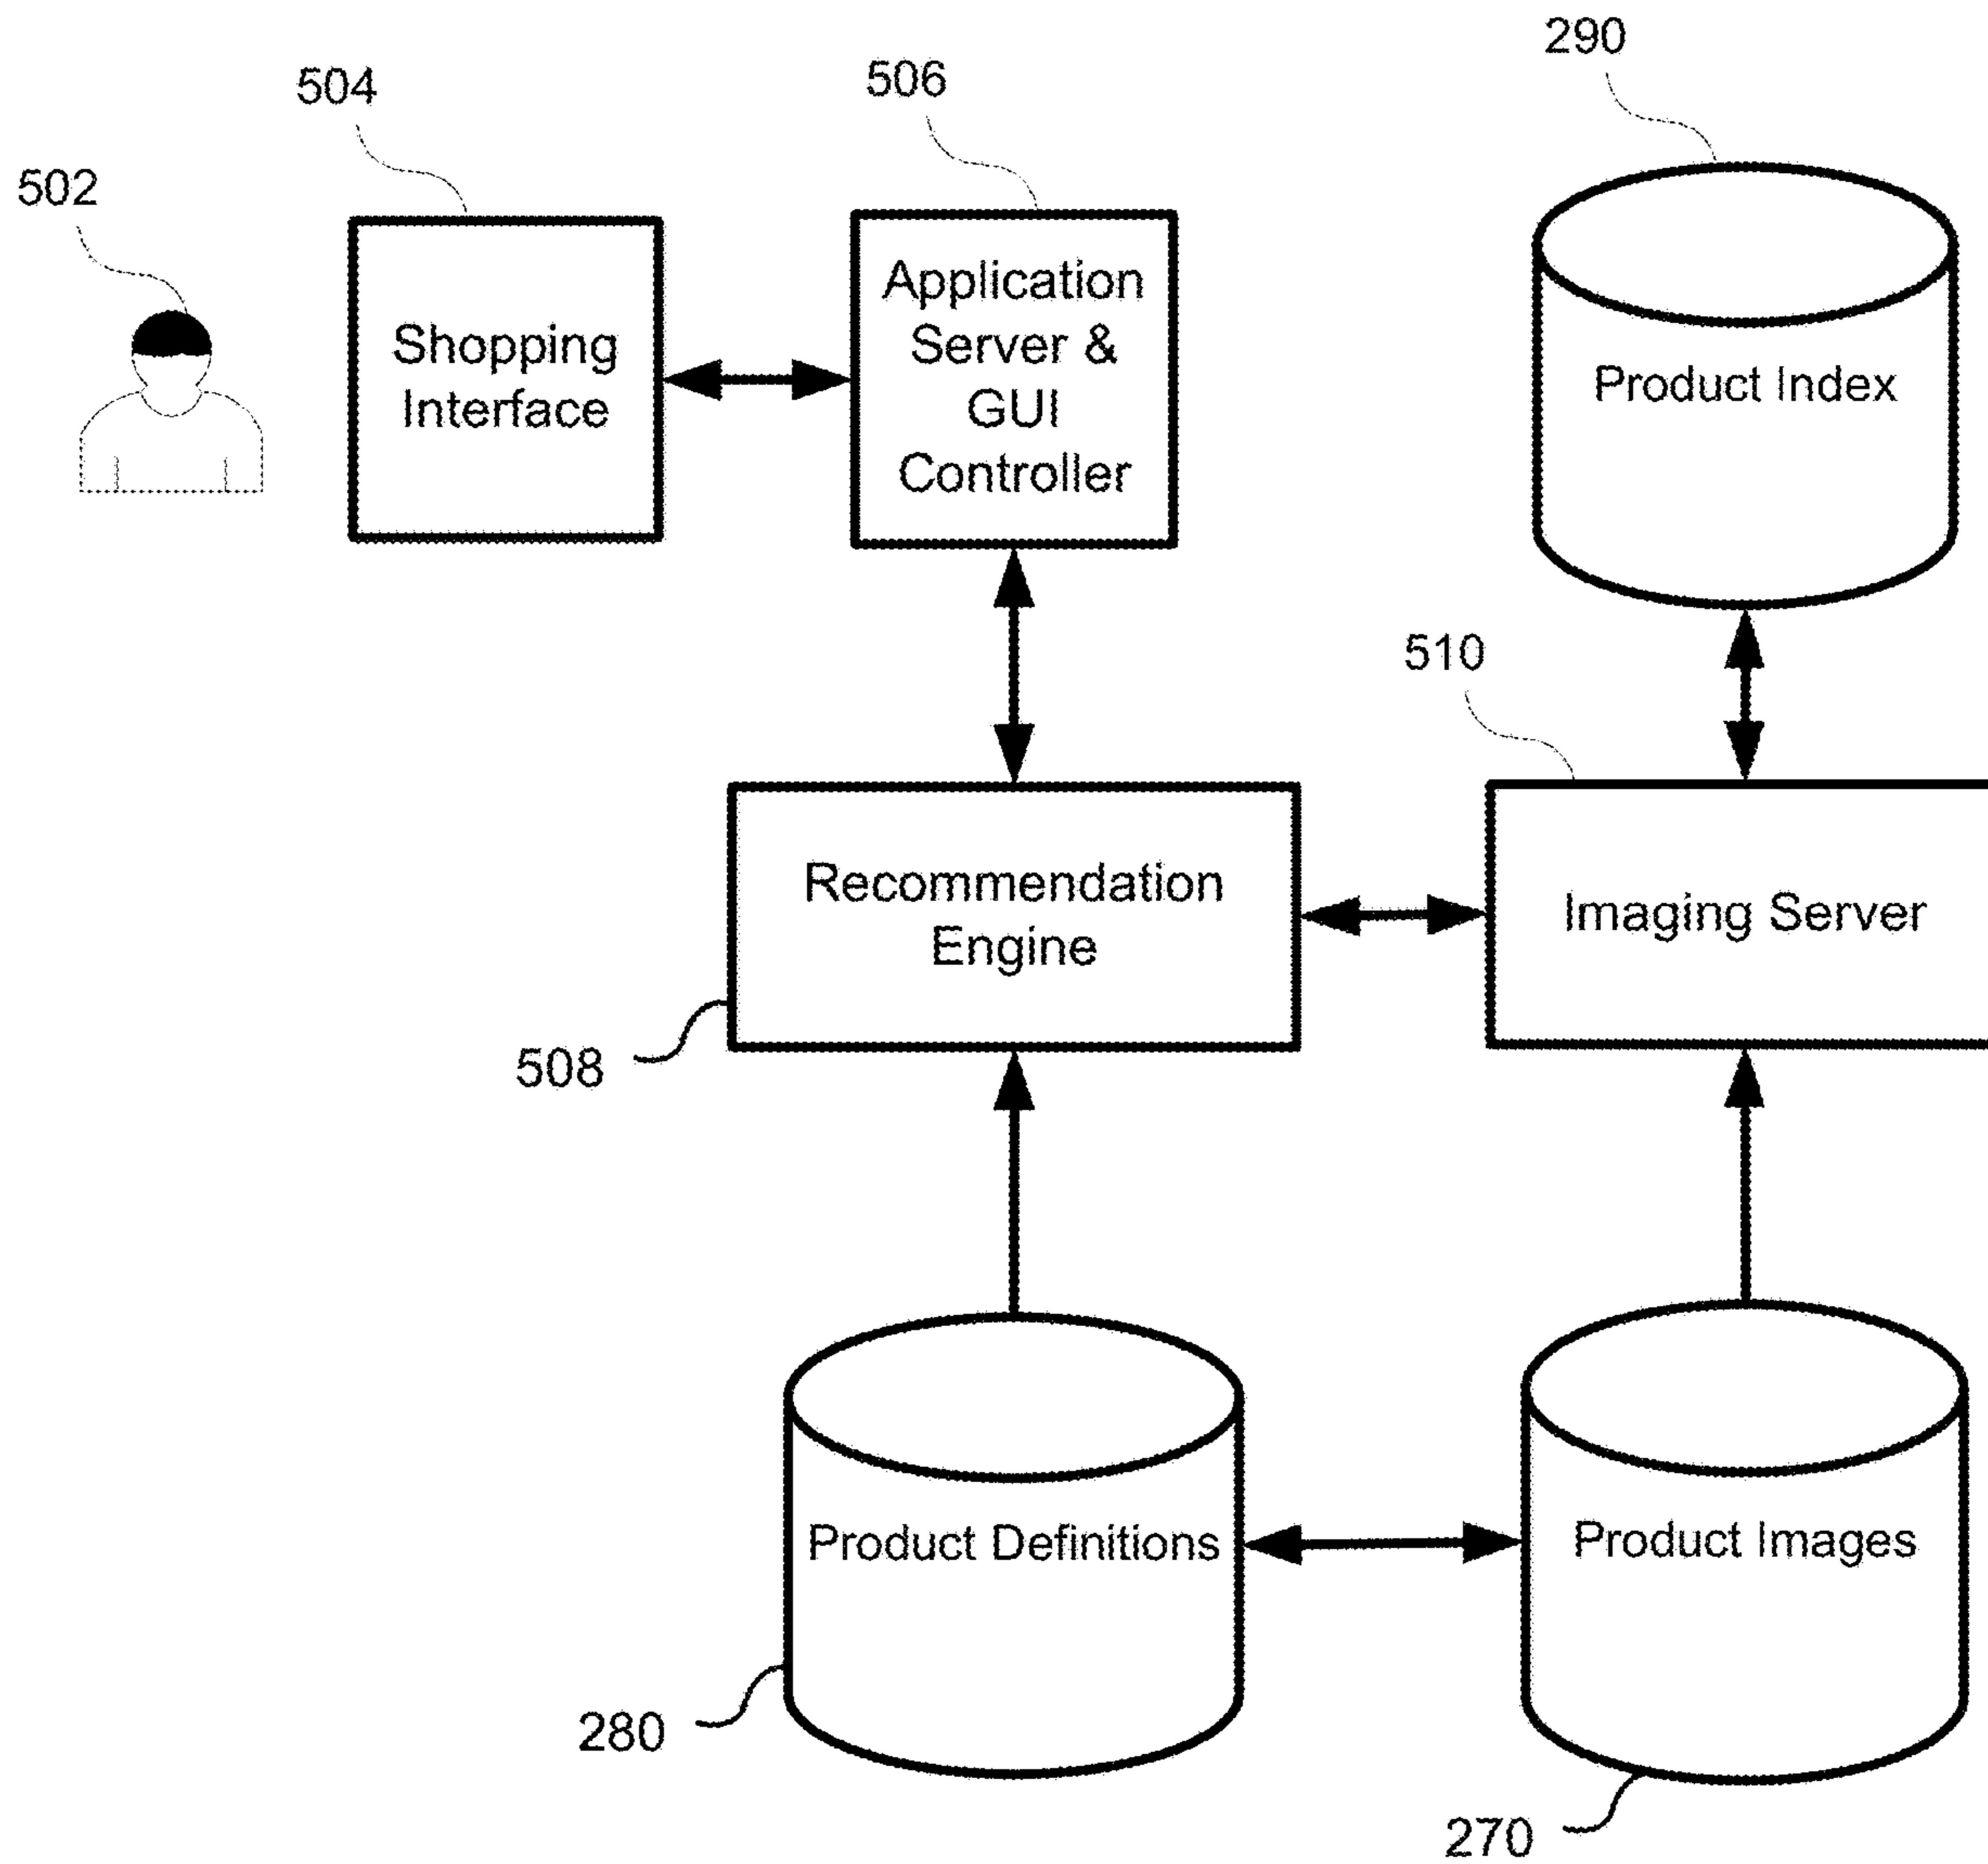 290
504
506
502
Application
Server &
GUI
Controller
Shopping
Interface
Product Index
510
Recommendation
Engine
Imaging Server
508
Product Definitions
Product Images
280
270